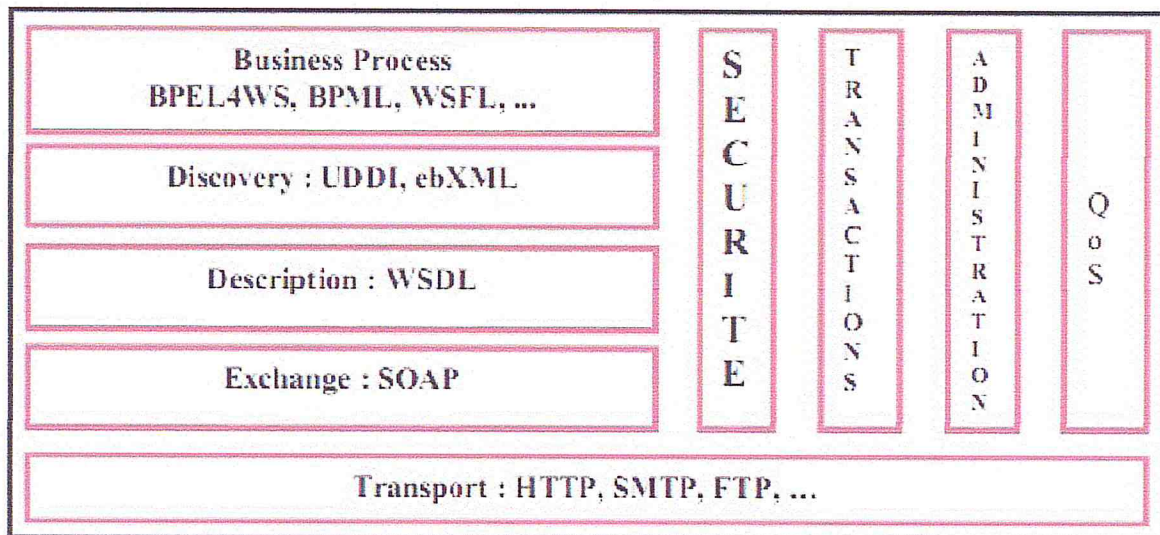 Business Process
BPEL4WS, BPML, WSFL, ...
Discovery : UDDI, ebXML
Description : WSDL
Exchange : SOAP
SECURITE
TRANSACTIONS
ADMINISTRATION
QoS
Transport : HTTP, SMTP, FTP, ...